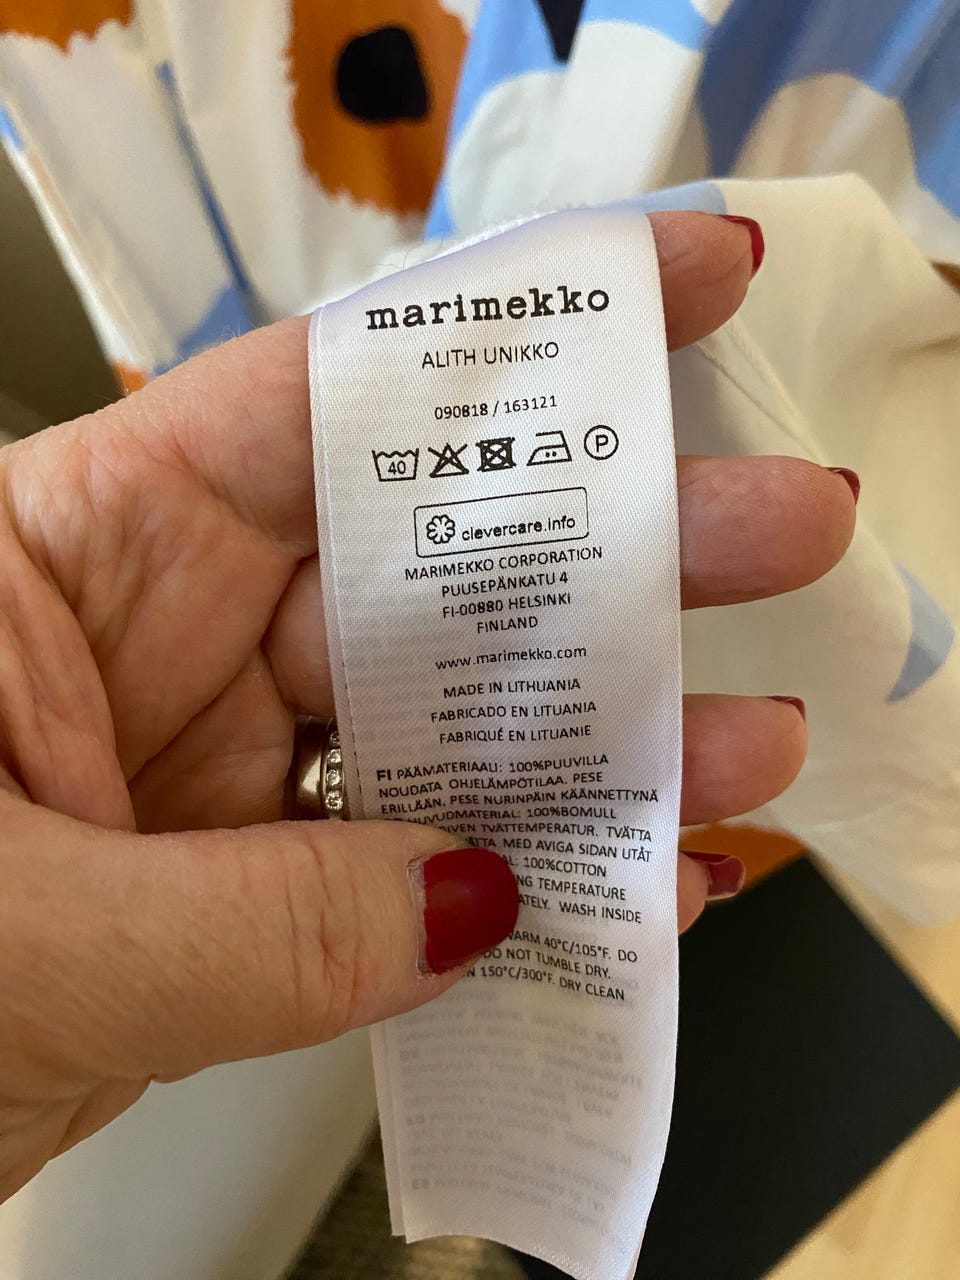 marimekko
ALITH UNIKKO
090818 / 163121
40 P
clevercare.info
MARIMEKKO CORPORATION
PUUSEPÄNKATU 4
FI-00880 HELSINKI
FINLAND
www.marimekko.com
MADE IN LITHUANIA
FABRICADO EN LITUANIA
FABRIQUÉ EN LITUANIE
FI PÄÄMATERIAALI: 100%PUUVILLA
NOUDATA OHJELÄMPÖTILAA. PESE
ERILLÄÄN. PESE NURINPÄIN KÄÄNNETTYNÄ
HUVUDMATERIAL: 100%BOMULL
TVÄTTEMPERATUR. TVÄTTA
MED AVIGA SIDAN UTÅT
100%COTTON
TEMPERATURE
WASH INSIDE
WARM 40°C/105°F. DO
DO NOT TUMBLE DRY.
150°C/300°F. DRY CLEAN